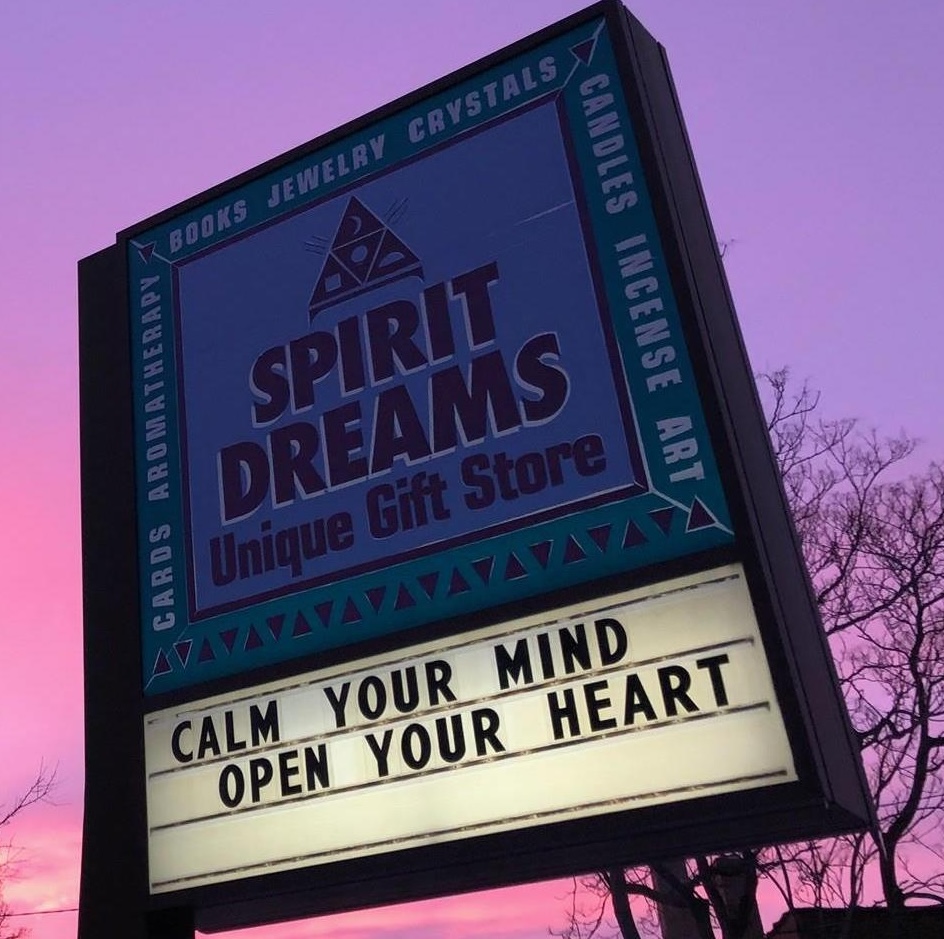 BOOKS JEWELRY CRYSTALS
CANDLES INCENSE ART
CARDS AROMATHERAPY
SPIRIT
DREAMS
Unique Gift Store
CALM YOUR MIND
OPEN YOUR HEART